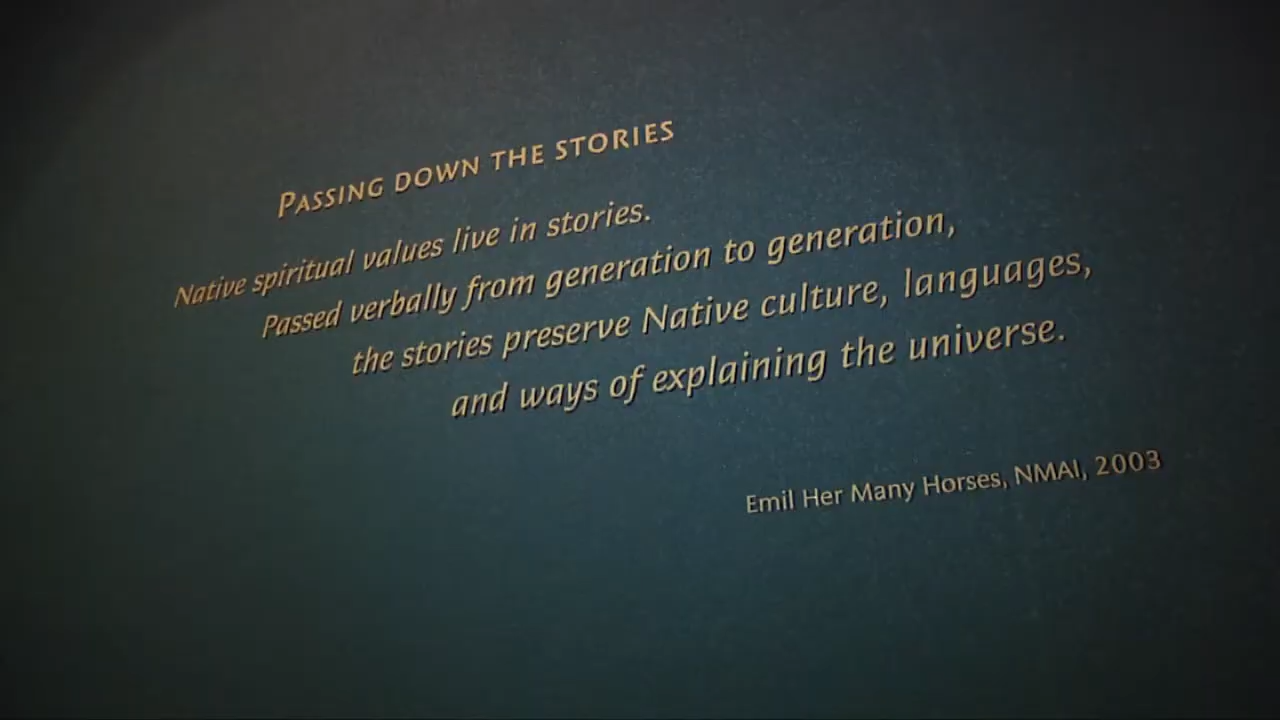 PASSING DOWN THE STORIES
Native spiritual values live in stories.
Passed verbally from generation to generation,
the stories preserve Native culture, languages,
and ways of explaining the universe.
Emil Her Many Horses, NMAI, 2003